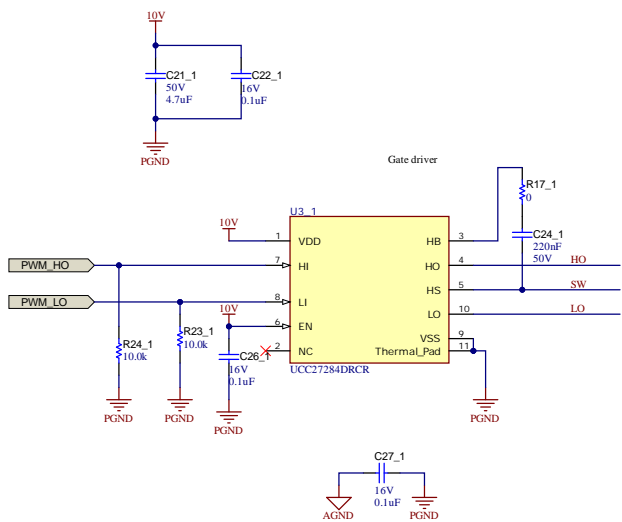 10V
C21_1
50V
4.7uF
C22_1
16V
0.1uF
PGND
Gate driver
R17_1
0
C24_1
220nF
50V
U3_1
10V
1
VDD
HB
3
PWM_HO
7
HI
HO
4
HO
HS
5
SW
PWM_LO
8
LI
LO
10
LO
10V
6
EN
VSS
9
2
NC
Thermal_Pad
11
UCC27284DRCR
R24_1
10.0k
R23_1
10.0k
C26_1
16V
0.1uF
PGND
PGND
PGND
PGND
C27_1
16V
0.1uF
AGND
PGND